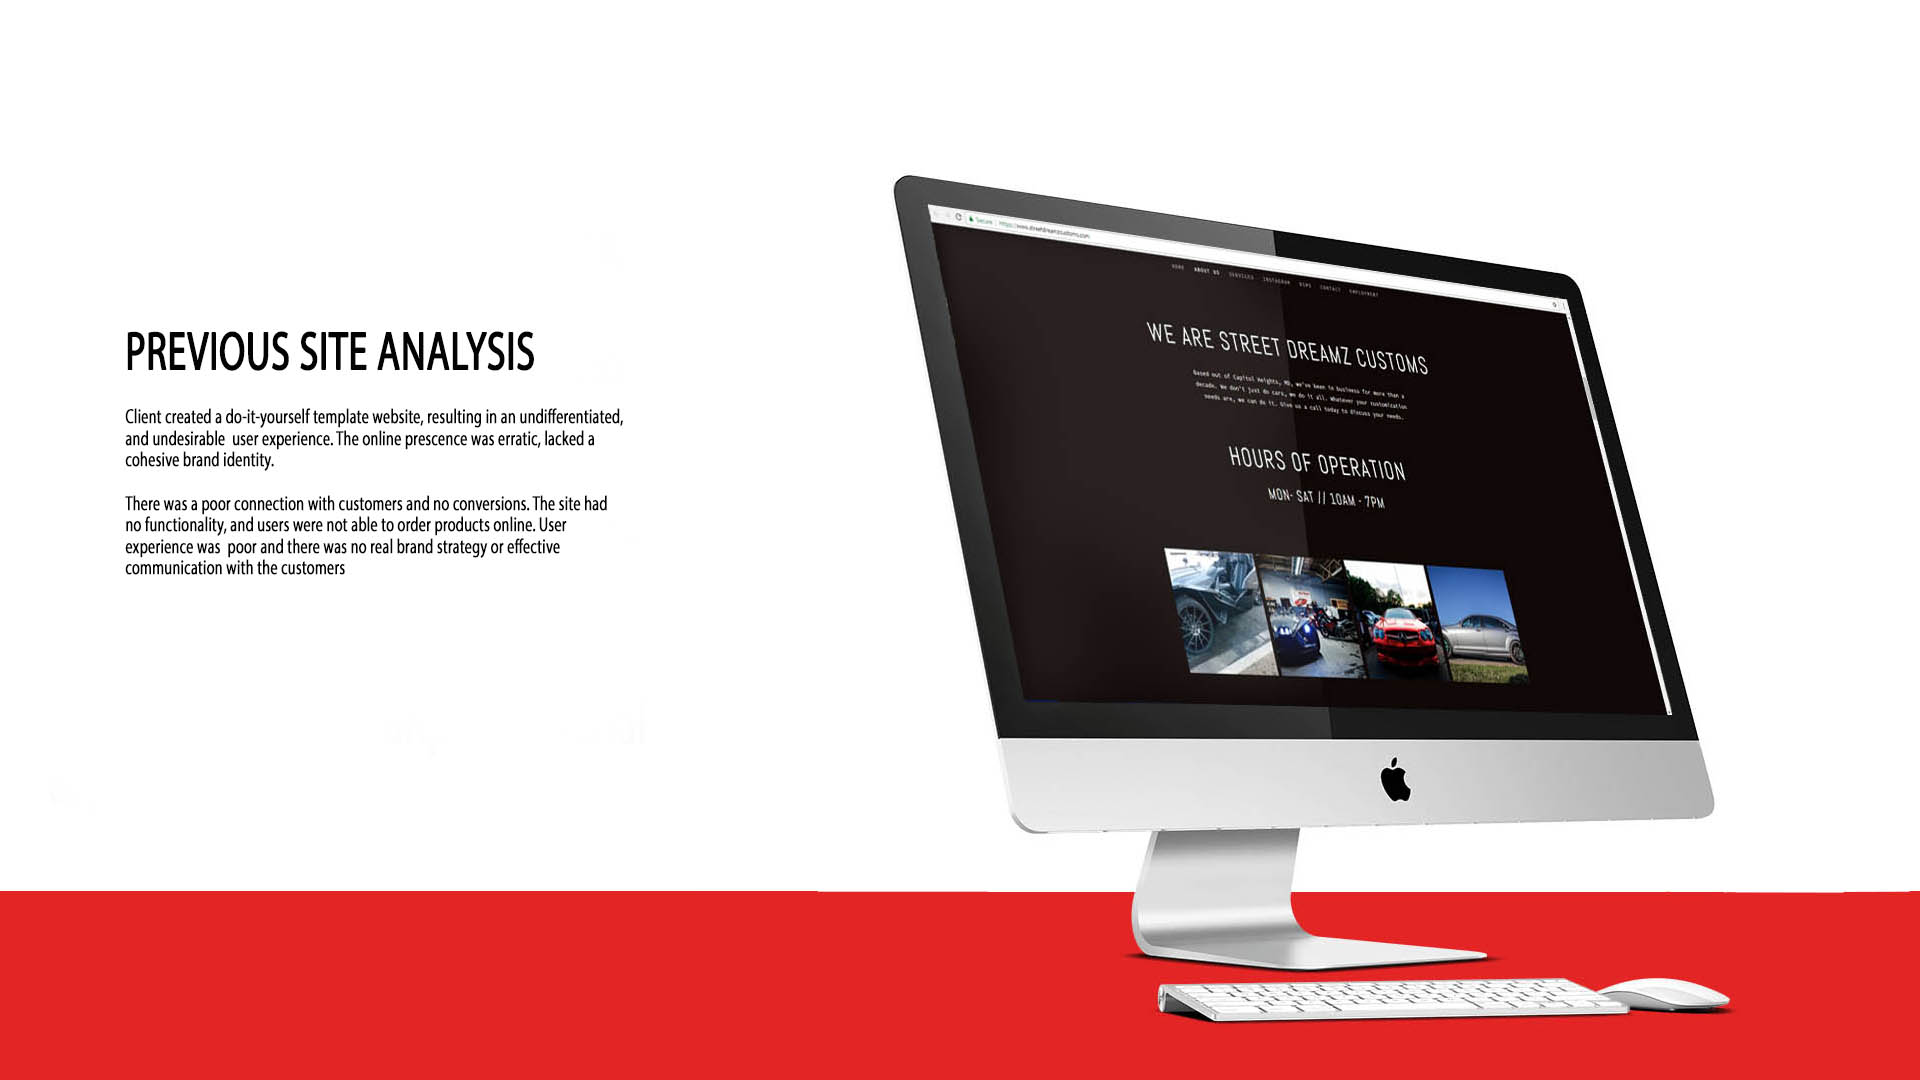 PREVIOUS SITE ANALYSIS
Client created a do-it-yourself template website, resulting in an undifferentiated,
and undesirable  user experience. The online prescence was erratic, lacked a
cohesive brand identity.
There was a poor connection with customers and no conversions. The site had
no functionality, and users were not able to order products online. User
experience was  poor and there was no real brand strategy or effective
communication with the customers
Secure https://www.streetdreamzcustoms.com
HOME ABOUT US SERVICES INSTAGRAM CONTACT EMPLOYMENT
WE ARE STREET DREAMZ CUSTOMS
Based out of Capitol Heights, MD, we've been in business for more than a
decade. We don't just do cars, we do it all. Whatever your customization
needs are, we can do it. Give us a call today to discuss your needs.
HOURS OF OPERATION
MON- SAT // 10AM - 7PM